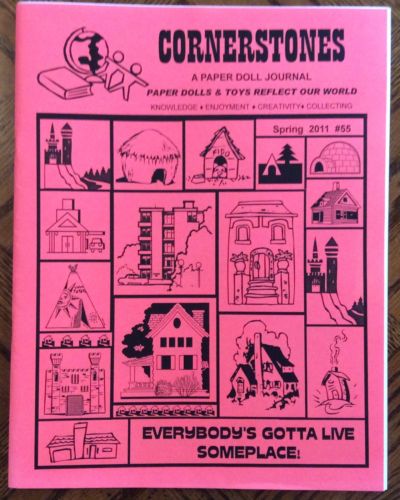 CORNERSTONES
A PAPER DOLL JOURNAL
PAPER DOLLS & TOYS REFLECT OUR WORLD
KNOWLEDGE ♦ ENJOYMENT ♦ CREATIVITY♦ COLLECTING
Spring 2011 #55
FIDO
EVERYBODY'S GOTTA LIVE
SOMEPLACE!